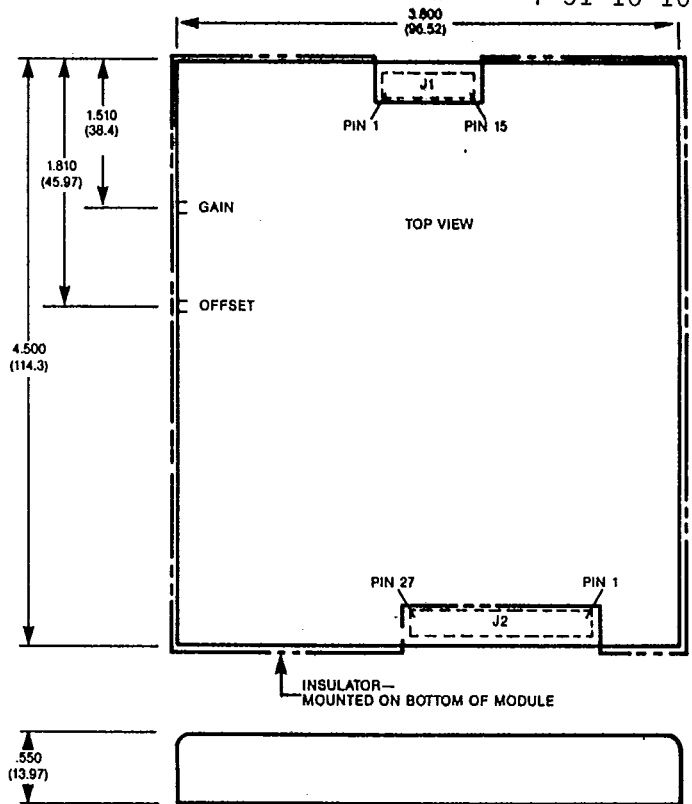 3.800
(96.52)
J1
PIN 1
PIN 15
1.510
(38.4)
1.810
(45.97)
GAIN
TOP VIEW
OFFSET
4.500
(114.3)
PIN 27
PIN 1
J2
INSULATOR—
MOUNTED ON BOTTOM OF MODULE
.550
(13.97)